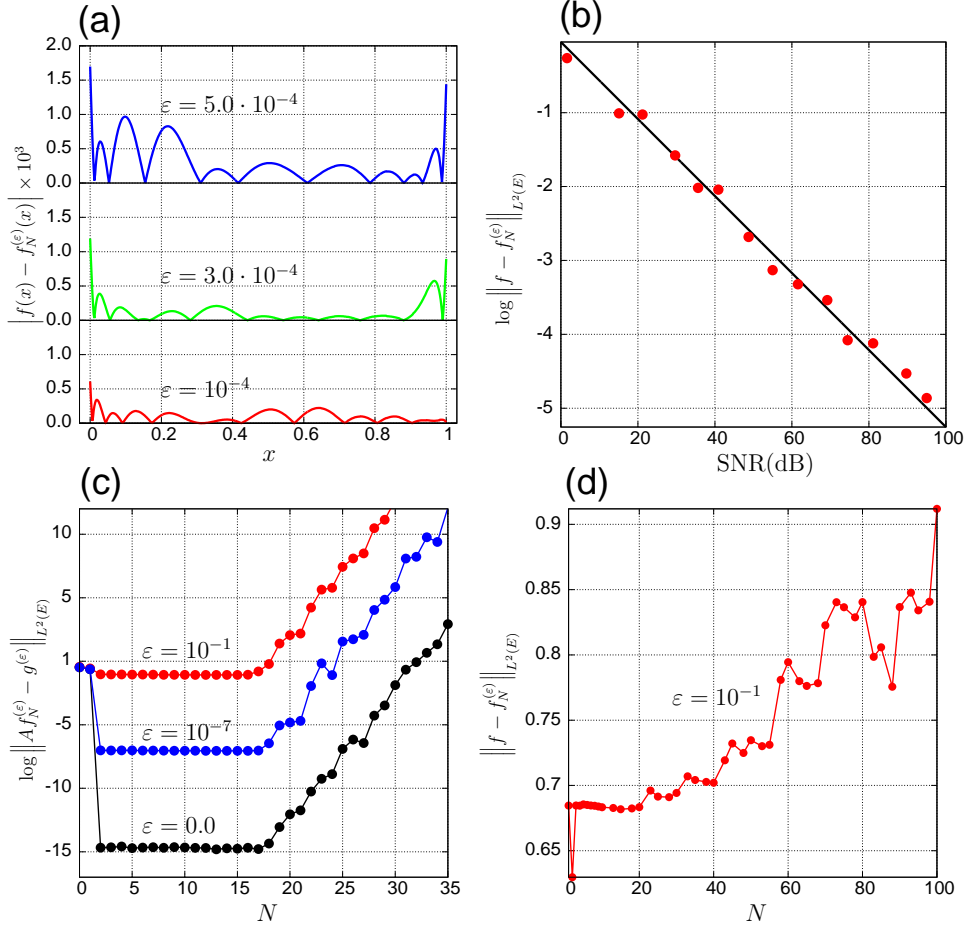 (a)
|f(x) − f_N^{(ε)}(x)| × 10³
2.0
1.5
1.0
0.5
0.0
1.5
1.0
0.5
0.0
1.0
0.5
0.0
ε = 5.0 · 10⁻⁴
ε = 3.0 · 10⁻⁴
ε = 10⁻⁴
0 0.2 0.4 0.6 0.8 1
x
(b)
log ‖f − f_N^{(ε)}‖_{L²(E)}
-1
-2
-3
-4
-5
0 20 40 60 80 100
SNR(dB)
(c)
log ‖A f_N^{(ε)} − g^{(ε)}‖_{L²(E)}
10
5
1
-5
-10
-15
ε = 10⁻¹
ε = 10⁻⁷
ε = 0.0
0 5 10 15 20 25 30 35
N
(d)
‖f − f_N^{(ε)}‖_{L²(E)}
0.9
0.85
0.8
0.75
0.7
0.65
ε = 10⁻¹
0 0 20 40 60 80 100
N